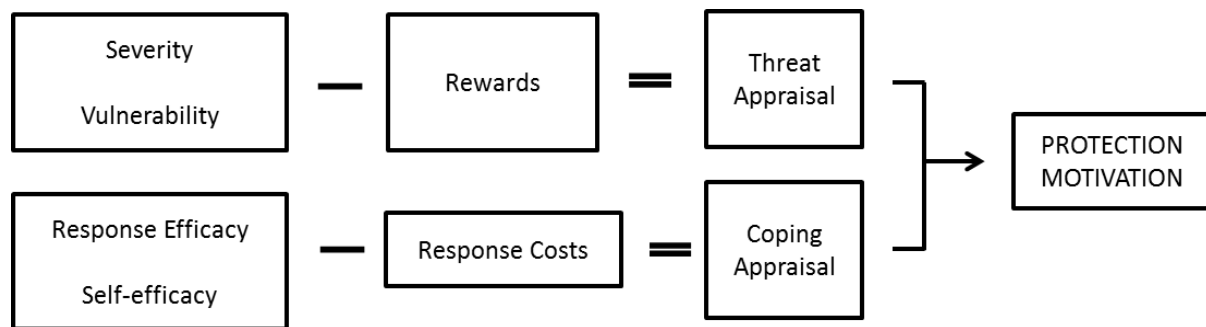 Severity
Vulnerability
Rewards
Threat
Appraisal
PROTECTION
MOTIVATION
Response Efficacy
Self-efficacy
Response Costs
Coping
Appraisal